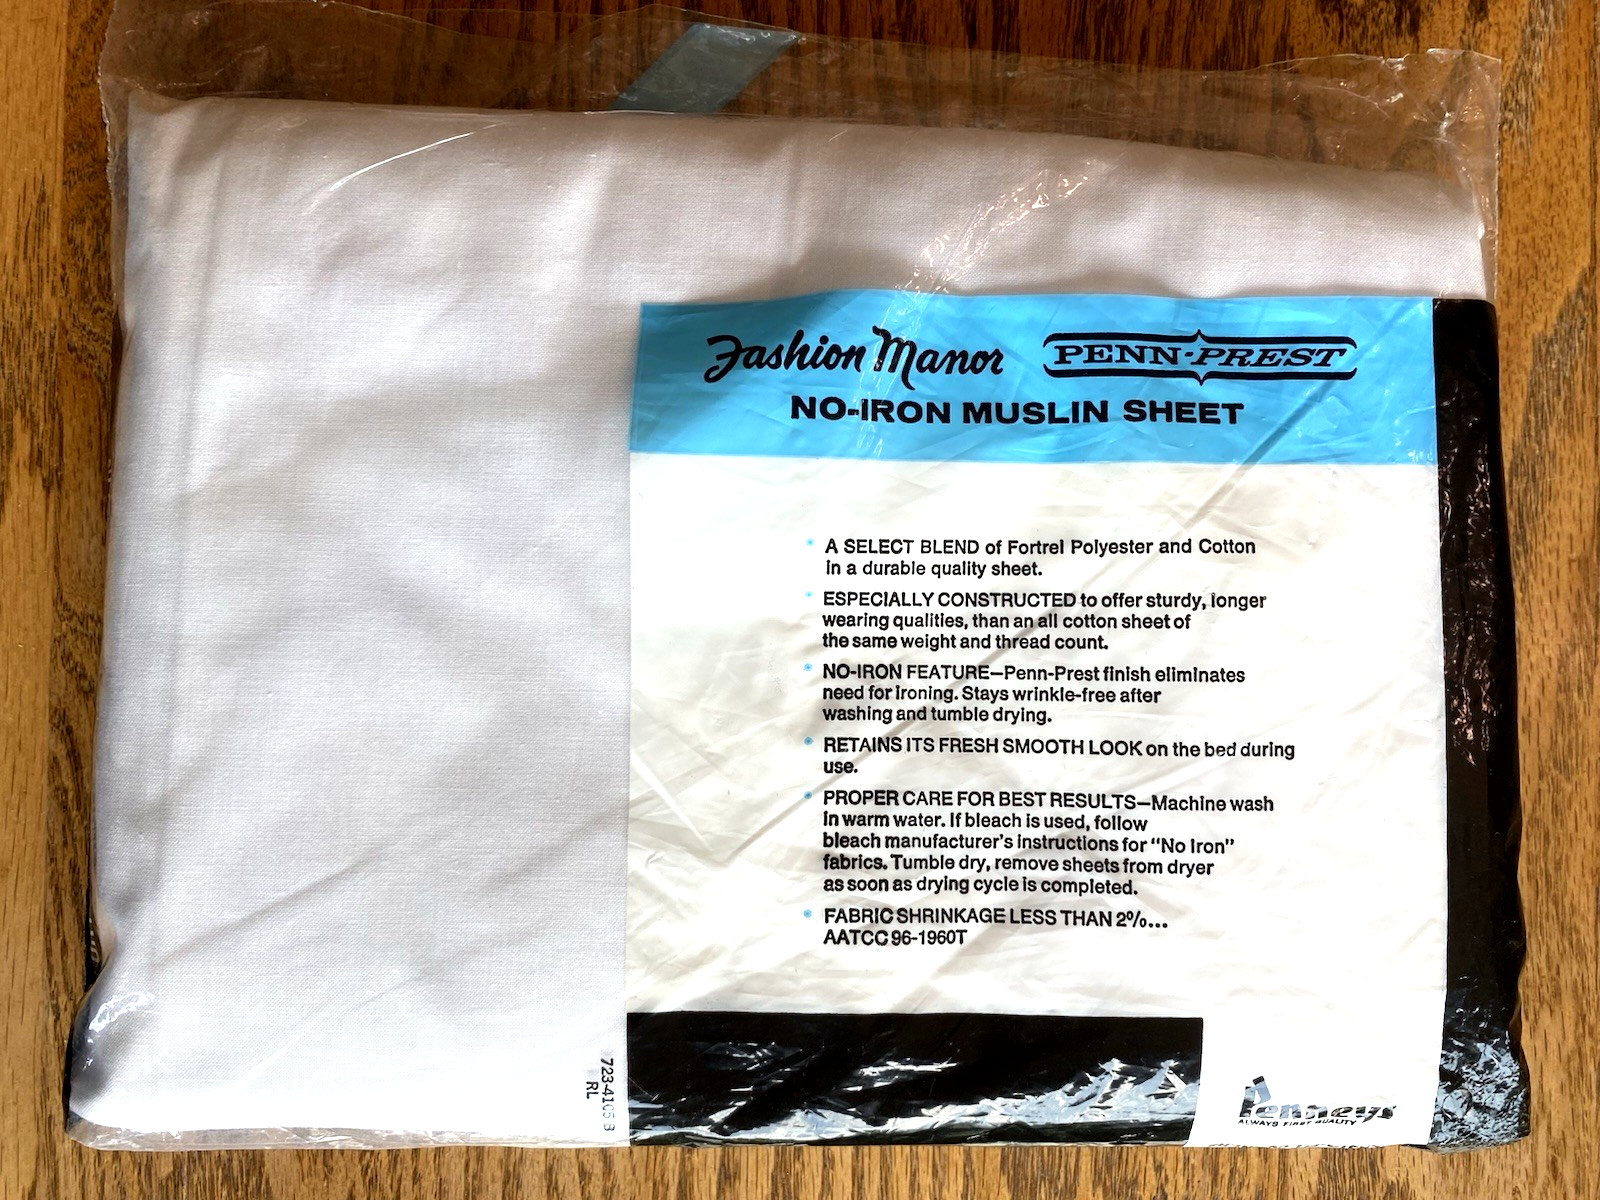 Fashion Manor PENN-PREST
NO-IRON MUSLIN SHEET
• A SELECT BLEND of Fortrel Polyester and Cotton
in a durable quality sheet.
• ESPECIALLY CONSTRUCTED to offer sturdy, longer
wearing qualities, than an all cotton sheet of
the same weight and thread count.
• NO-IRON FEATURE—Penn-Prest finish eliminates
need for ironing. Stays wrinkle-free after
washing and tumble drying.
• RETAINS ITS FRESH SMOOTH LOOK on the bed during
use.
• PROPER CARE FOR BEST RESULTS—Machine wash
in warm water. If bleach is used, follow
bleach manufacturer's instructions for "No Iron"
fabrics. Tumble dry, remove sheets from dryer
as soon as drying cycle is completed.
• FABRIC SHRINKAGE LESS THAN 2%...
AATCC 96-1960T
RL
Penneys
ALWAYS FIRST QUALITY